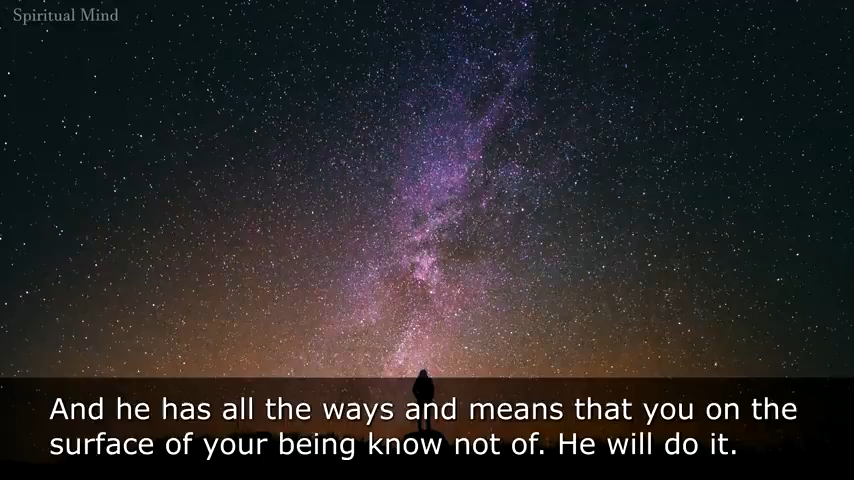 Spiritual Mind
And he has all the ways and means that you on the
surface of your being know not of. He will do it.